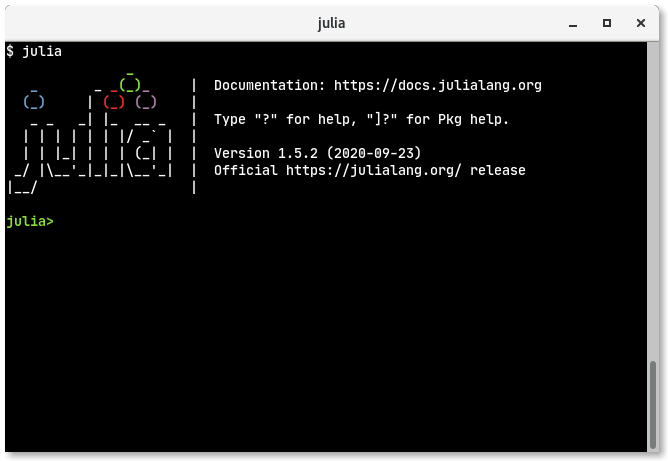 julia
$ julia
               _
   _       _ _(_)_     |  Documentation: https://docs.julialang.org
  (_)     | (_) (_)    |
   _ _   _| |_  __ _   |  Type "?" for help, "]?" for Pkg help.
  | | | | | | |/ _` |  |
  | | |_| | | | (_| |  |  Version 1.5.2 (2020-09-23)
 _/ |\__'_|_|_|\__'_|  |  Official https://julialang.org/ release
|__/                   |
julia>